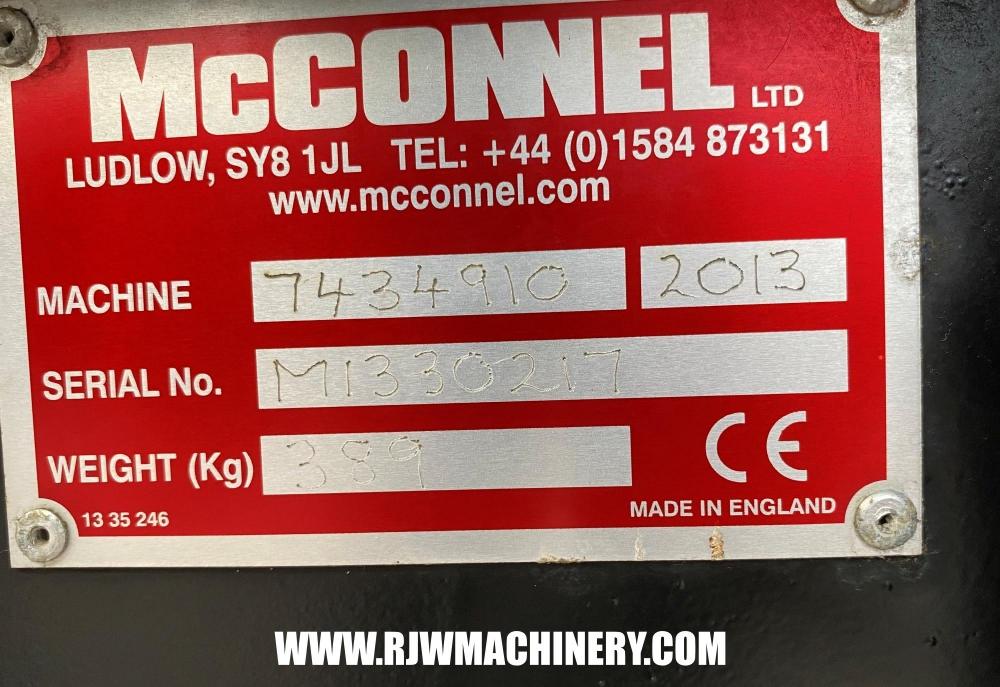 McCONNEL LTD
LUDLOW, SY8 1JL TEL: +44 (0)1584 873131
www.mcconnel.com
MACHINE 7434910 2013
SERIAL No. M1330217
WEIGHT (Kg) 389
CE
13 35 246 MADE IN ENGLAND
WWW.RJWMACHINERY.COM